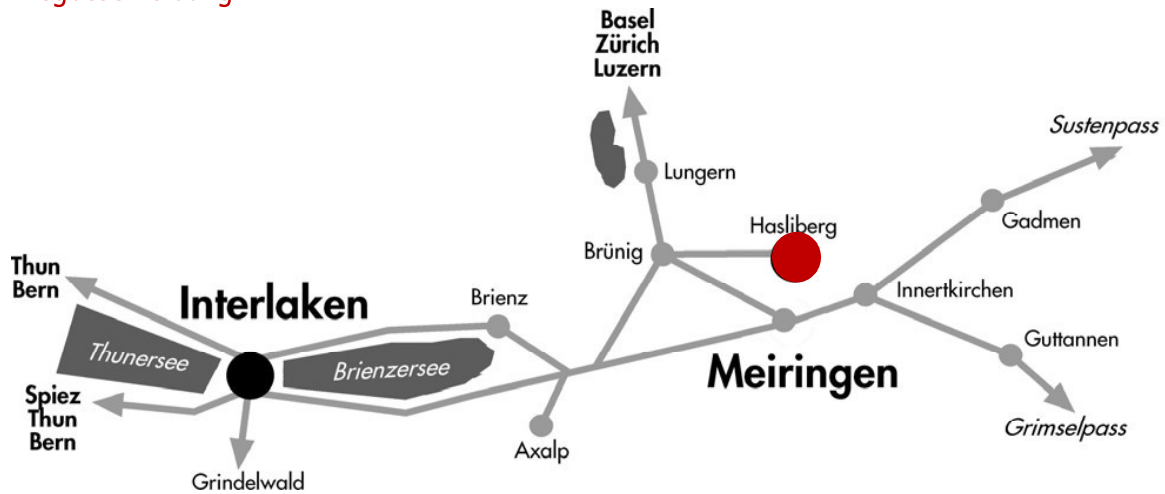 Basel
Zürich
Luzern
Sustenpass
Lungern
Gadmen
Hasliberg
Brünig
Thun
Bern
Interlaken
Brienz
Innertkirchen
Guttannen
Thunersee
Brienzersee
Meiringen
Spiez
Thun
Bern
Grimselpass
Axalp
Grindelwald